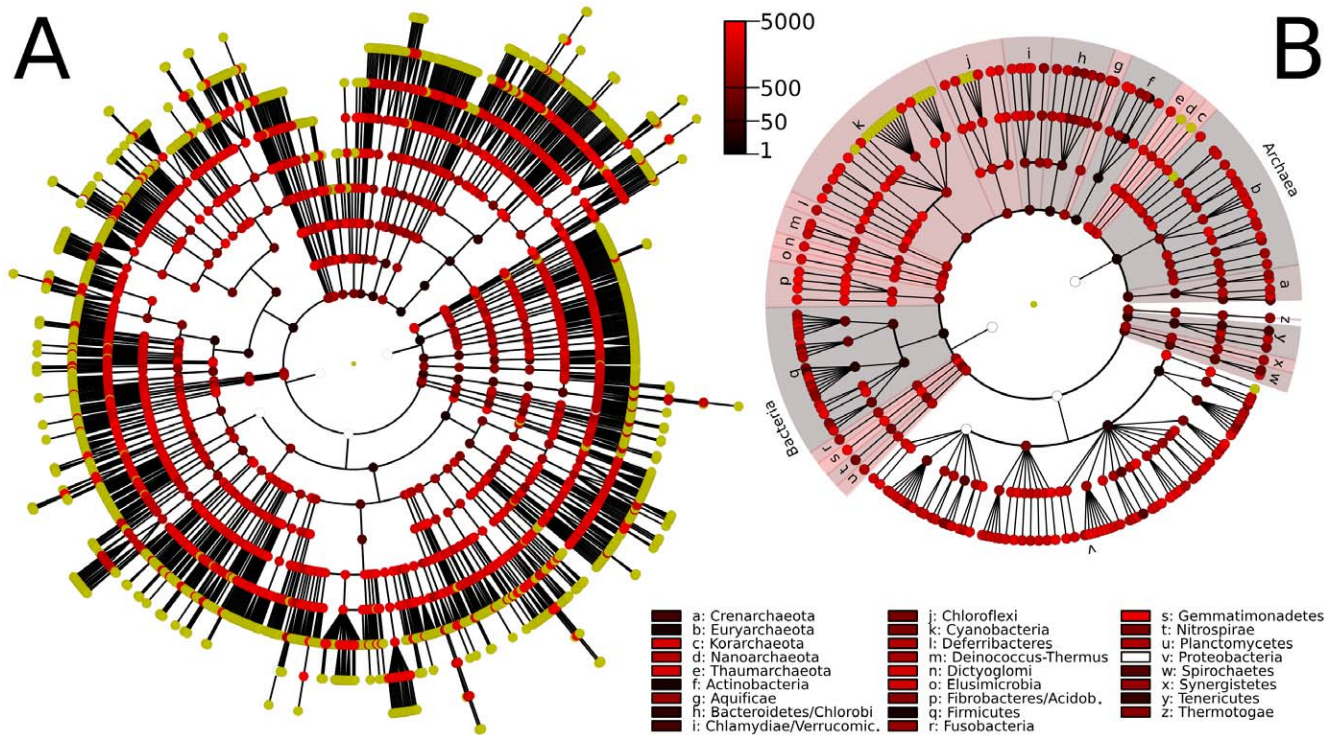 A
5000
500
50
1
B
j
i
h
g
f
e
d
c
k
Archaea
b
l
m
n
o
p
a
z
y
x
w
q
Bacteria
r
s
t
u
v
a: Crenarchaeota
b: Euryarchaeota
c: Korarchaeota
d: Nanoarchaeota
e: Thaumarchaeota
f: Actinobacteria
g: Aquificae
h: Bacteroidetes/Chlorobi
i: Chlamydiae/Verrucomic.
j: Chloroflexi
k: Cyanobacteria
l: Deferribacteres
m: Deinococcus-Thermus
n: Dictyoglomi
o: Elusimicrobia
p: Fibrobacteres/Acidob.
q: Firmicutes
r: Fusobacteria
s: Gemmatimonadetes
t: Nitrospirae
u: Planctomycetes
v: Proteobacteria
w: Spirochaetes
x: Synergistetes
y: Tenericutes
z: Thermotogae